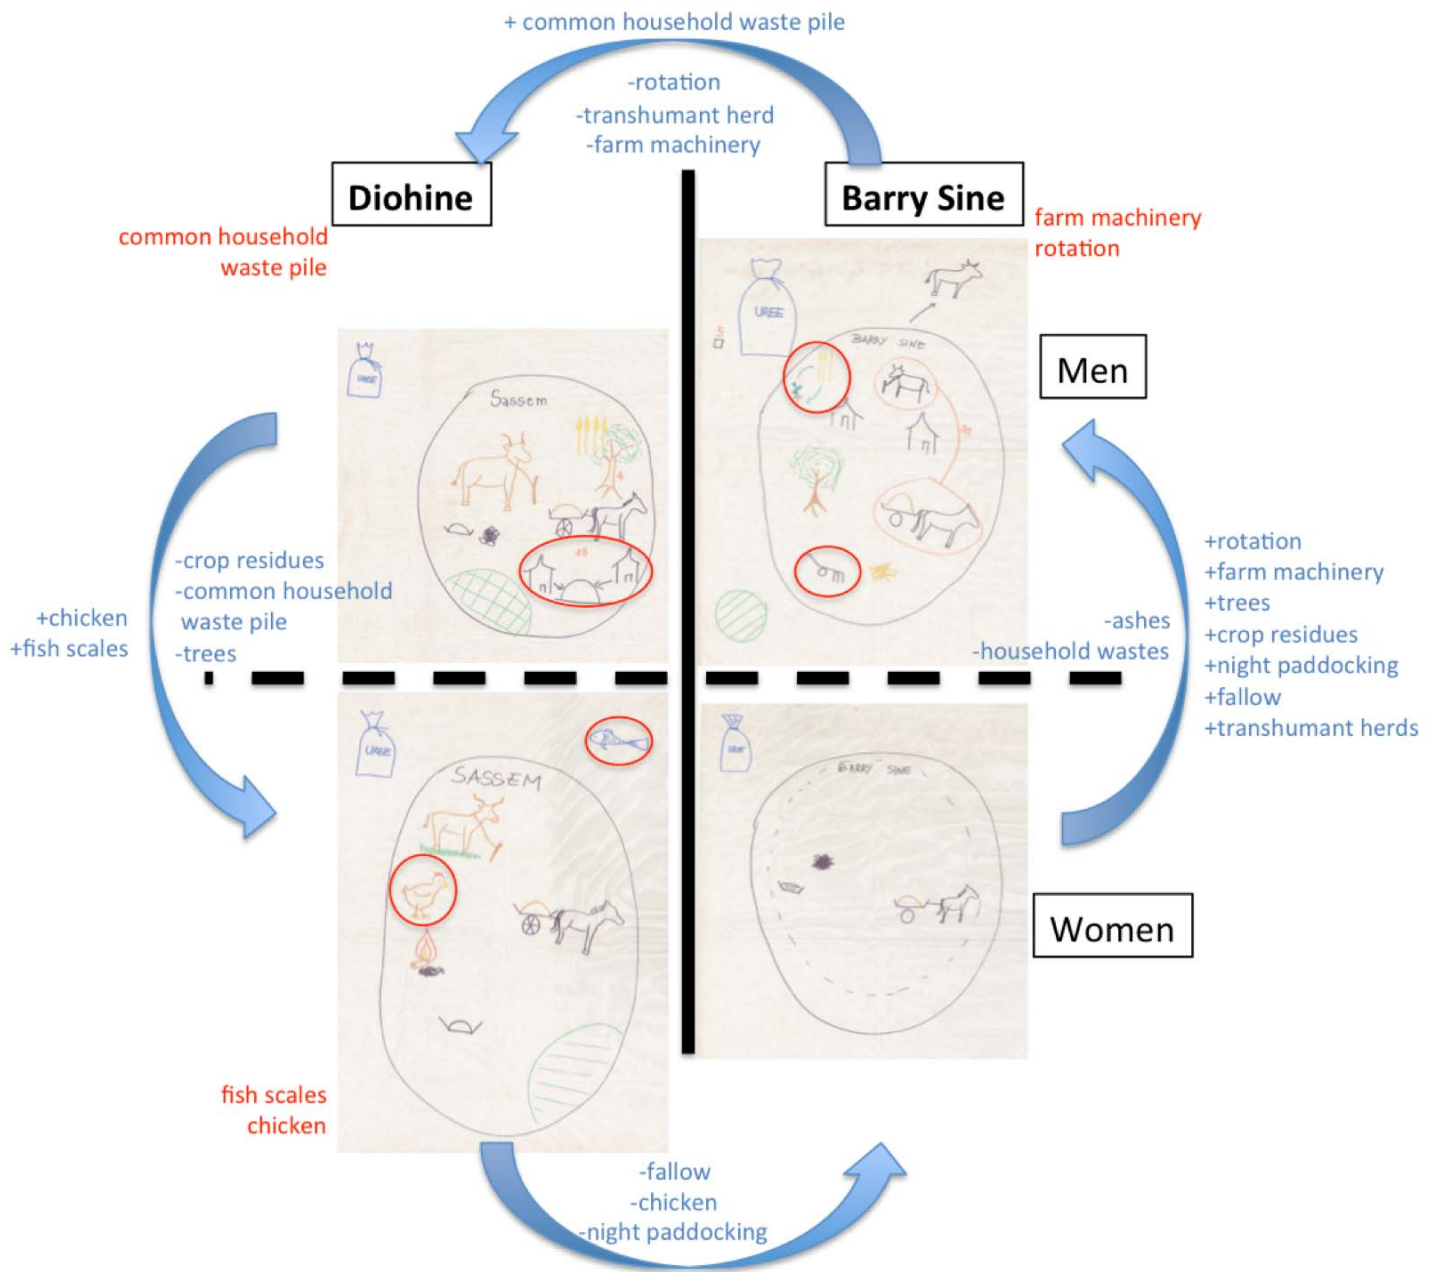 + common household waste pile
-rotation
-transhumant herd
-farm machinery
Diohine
Barry Sine
common household
waste pile
farm machinery
rotation
UREE
Sassem
4
18
UREE
BARRY SINE
Men
-crop residues
-common household
waste pile
-trees
+chicken
+fish scales
-ashes
-household wastes
+rotation
+farm machinery
+trees
+crop residues
+night paddocking
+fallow
+transhumant herds
UREE
SASSEM
UREE
BARRY SINE
Women
fish scales
chicken
-fallow
-chicken
-night paddocking